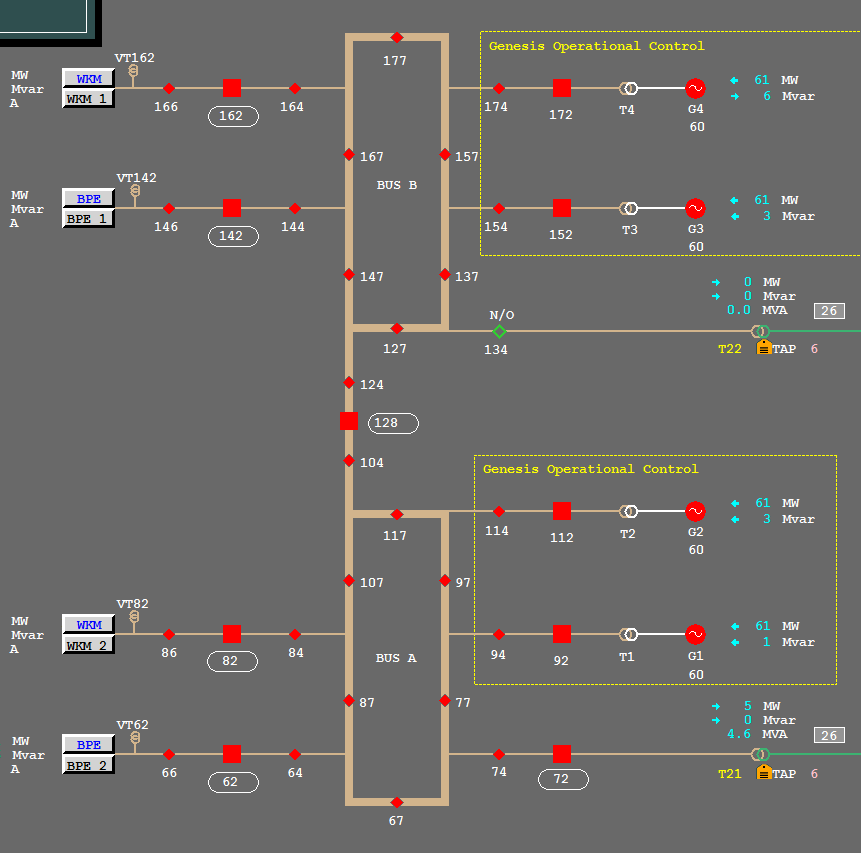 VT162
MW
Mvar
A
WKM
WKM 1
166
162
164
177
167
157
BUS B
Genesis Operational Control
174
172
T4
G4
60
61 MW
6 Mvar
VT142
MW
Mvar
A
BPE
BPE 1
146
142
144
147
137
154
152
T3
G3
60
61 MW
3 Mvar
127
N/O
134
0 MW
0 Mvar
0.0 MVA
26
T22
TAP 6
124
128
104
117
Genesis Operational Control
114
112
T2
G2
60
61 MW
3 Mvar
107
97
VT82
MW
Mvar
A
WKM
WKM 2
86
82
84
BUS A
94
92
T1
G1
60
61 MW
1 Mvar
87
77
VT62
MW
Mvar
A
BPE
BPE 2
66
62
64
74
72
5 MW
0 Mvar
4.6 MVA
26
T21
TAP 6
67